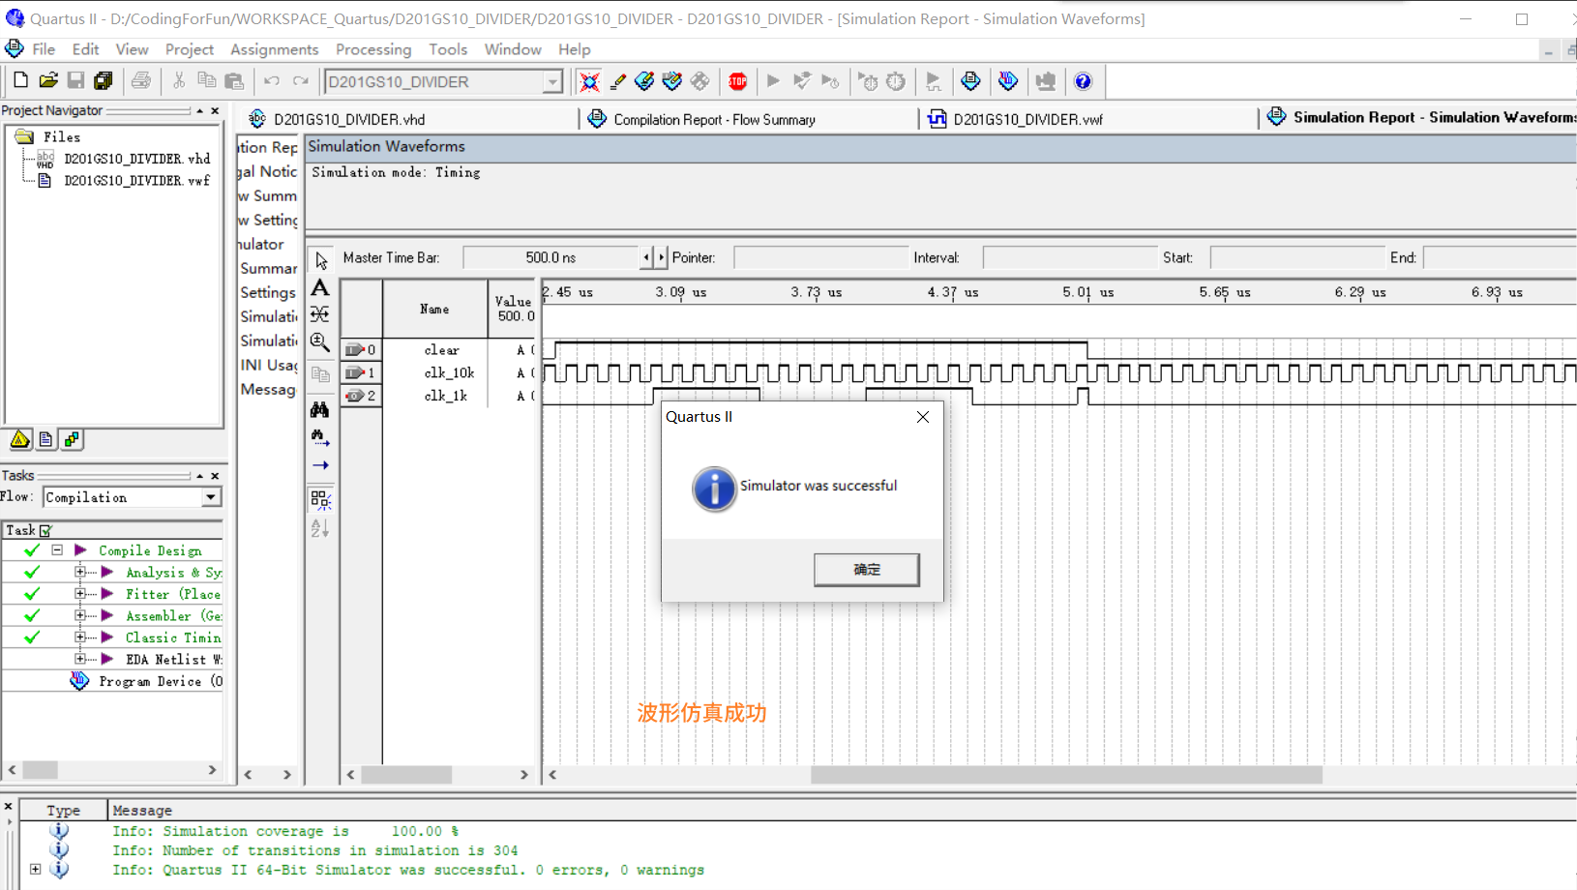 Quartus II - D:/CodingForFun/WORKSPACE_Quartus/D201GS10_DIVIDER/D201GS10_DIVIDER - D201GS10_DIVIDER - [Simulation Report - Simulation Waveforms]
File Edit View Project Assignments Processing Tools Window Help
D201GS10_DIVIDER
STOP
Project Navigator
Files
D201GS10_DIVIDER.vhd
D201GS10_DIVIDER.vwf
D201GS10_DIVIDER.vhd
Compilation Report - Flow Summary
D201GS10_DIVIDER.vwf
Simulation Report - Simulation Waveforms
ation Rep
gal Notic
w Summ
w Setting
nulator
Summar
Settings
Simulati
Simulati
INI Usag
Messag
Simulation Waveforms
Simulation mode: Timing
Master Time Bar: 500.0 ns Pointer: Interval: Start: End:
Name
Value
500.0
2.45 us 3.09 us 3.73 us 4.37 us 5.01 us 5.65 us 6.29 us 6.93 us
0 clear A (
1 clk_10k A (
2 clk_1k A (
Quartus II
Simulator was successful
确定
波形仿真成功
Tasks
Flow: Compilation
Task
Compile Design
Analysis & Sy
Fitter (Place
Assembler (Ge
Classic Timin
EDA Netlist W
Program Device (O
Type Message
Info: Simulation coverage is 100.00 %
Info: Number of transitions in simulation is 304
Info: Quartus II 64-Bit Simulator was successful. 0 errors, 0 warnings